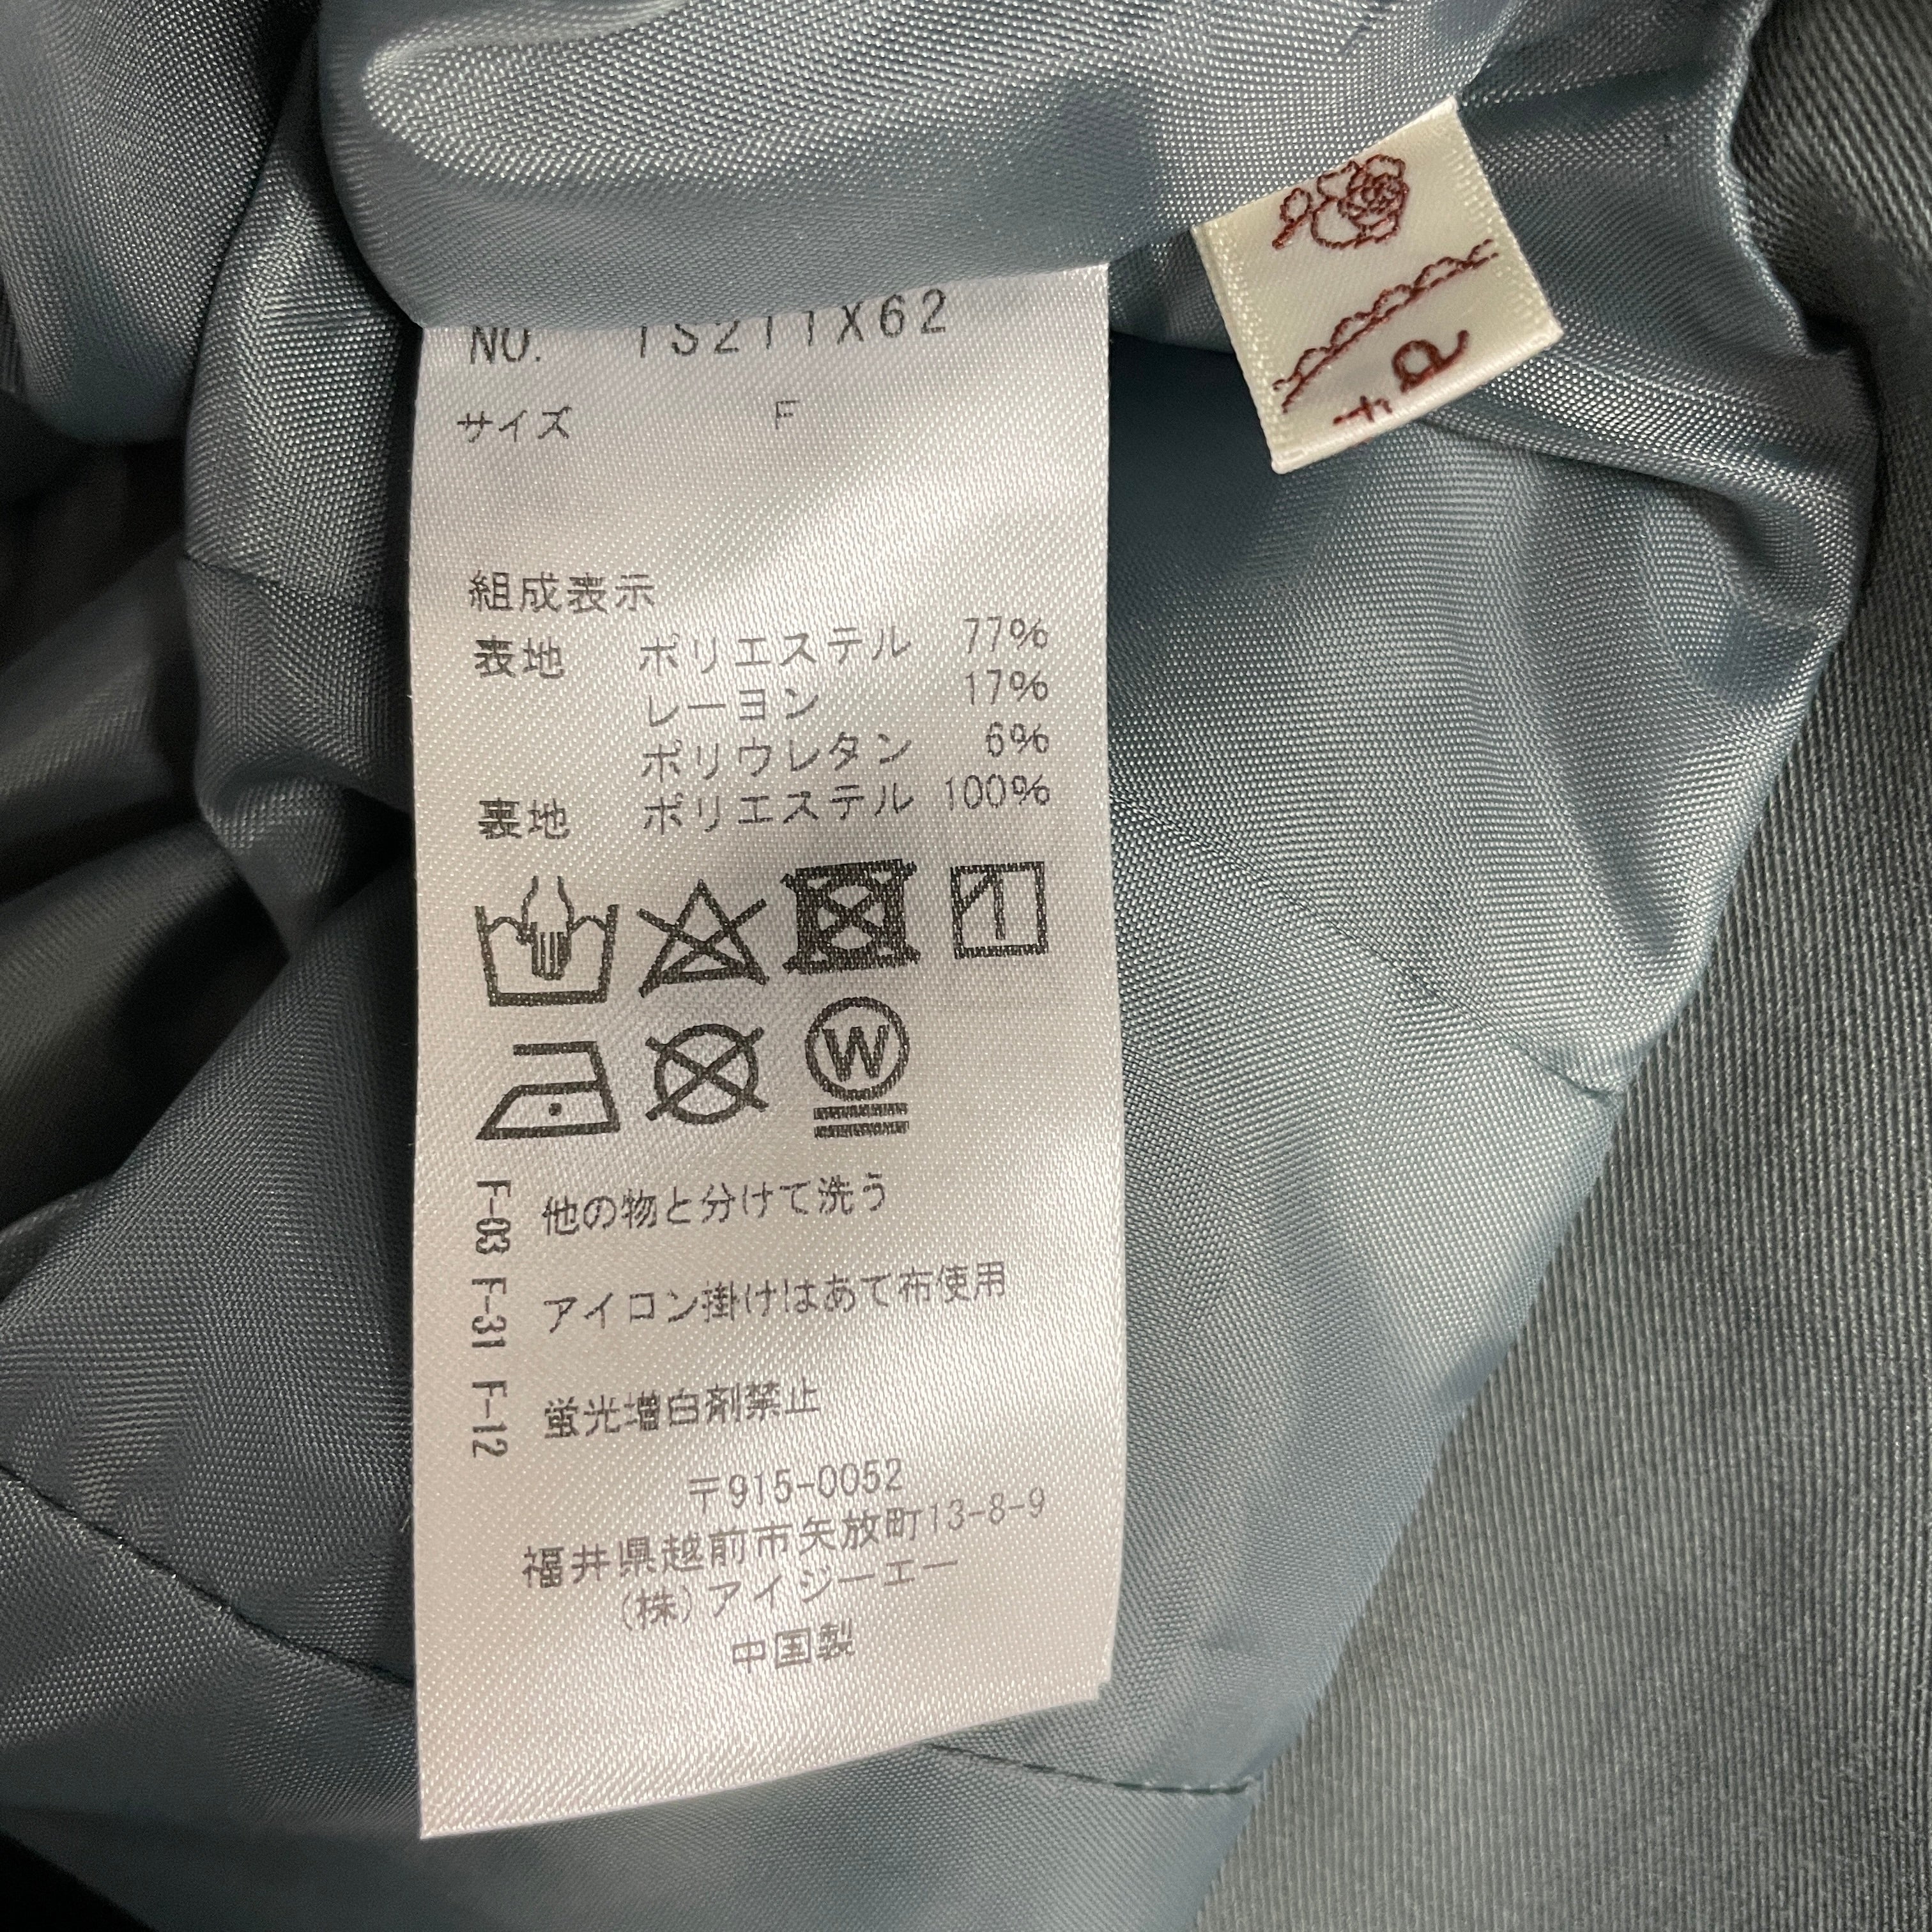 NO. TS211X62
サイズ F
組成表示
表地 ポリエステル 77%
レーヨン 17%
ポリウレタン 6%
裏地 ポリエステル 100%
W
F-03 他の物と分けて洗う
F-31 アイロン掛けはあて布使用
F-12 蛍光増白剤禁止
〒915-0052
福井県越前市矢放町13-8-9
(株)アイジーエー
中国製